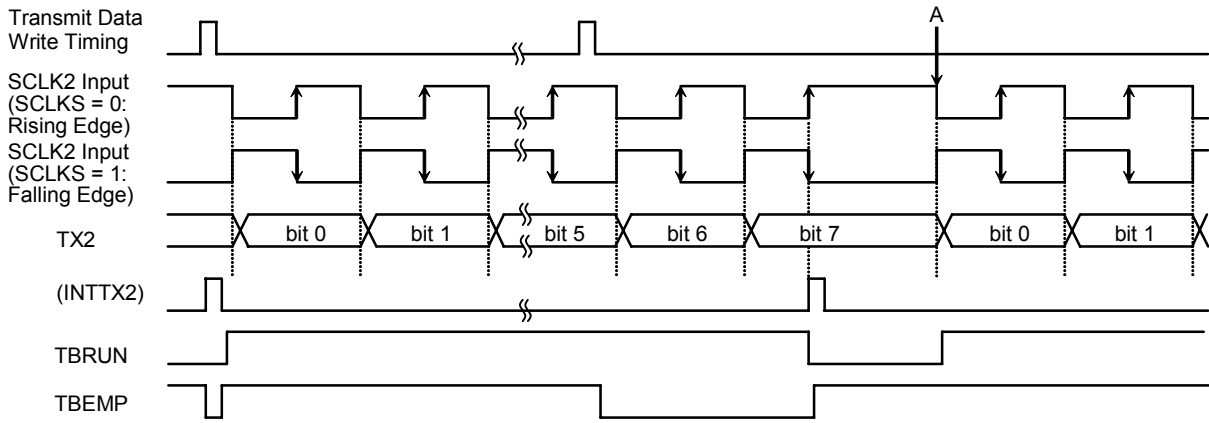 Transmit Data
Write Timing
A
SCLK2 Input
(SCLKS = 0:
Rising Edge)
SCLK2 Input
(SCLKS = 1:
Falling Edge)
TX2
bit 0
bit 1
bit 5
bit 6
bit 7
bit 0
bit 1
(INTTX2)
TBRUN
TBEMP